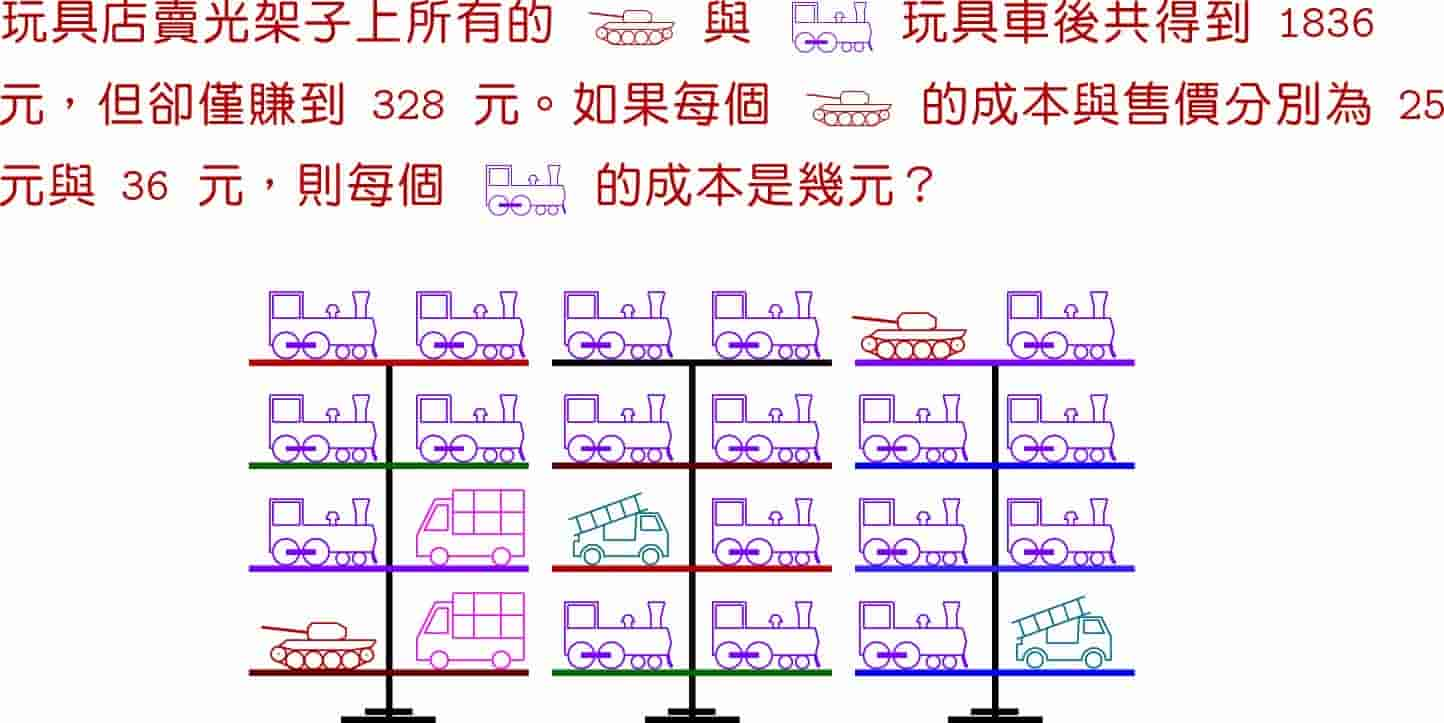 玩具店賣光架子上所有的 與 玩具車後共得到 1836
元，但卻僅賺到 328 元。如果每個 的成本與售價分別為 25
元與 36 元，則每個 的成本是幾元？